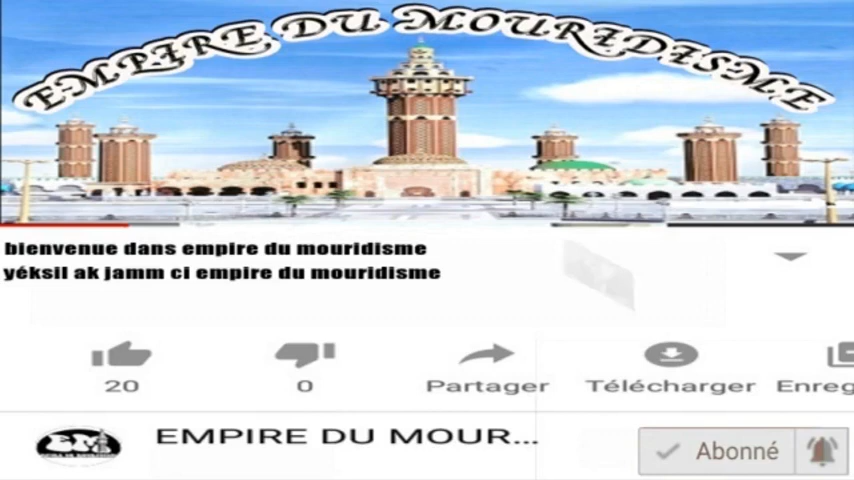 EMPIRE DU MOURIDISME
bienvenue dans empire du mouridisme
yéksil ak jamm ci empire du mouridisme
20
0
Partager
Télécharger
Enreg
EM
EMPIRE DU MOUR...
Abonné